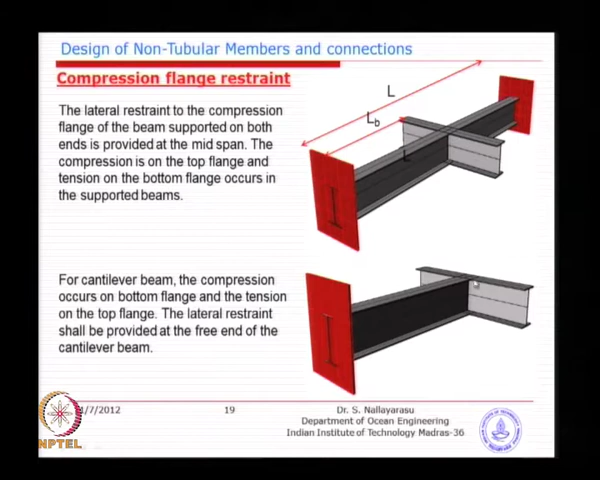 Design of Non-Tubular Members and connections
Compression flange restraint
The lateral restraint to the compression
flange of the beam supported on both
ends is provided at the mid span. The
compression is on the top flange and
tension on the bottom flange occurs in
the supported beams.
L
Lb
L
For cantilever beam, the compression
occurs on bottom flange and the tension
on the top flange. The lateral restraint
shall be provided at the free end of the
cantilever beam.
/7/2012
19
Dr. S. Nallayarasu
Department of Ocean Engineering
Indian Institute of Technology Madras-36
NPTEL